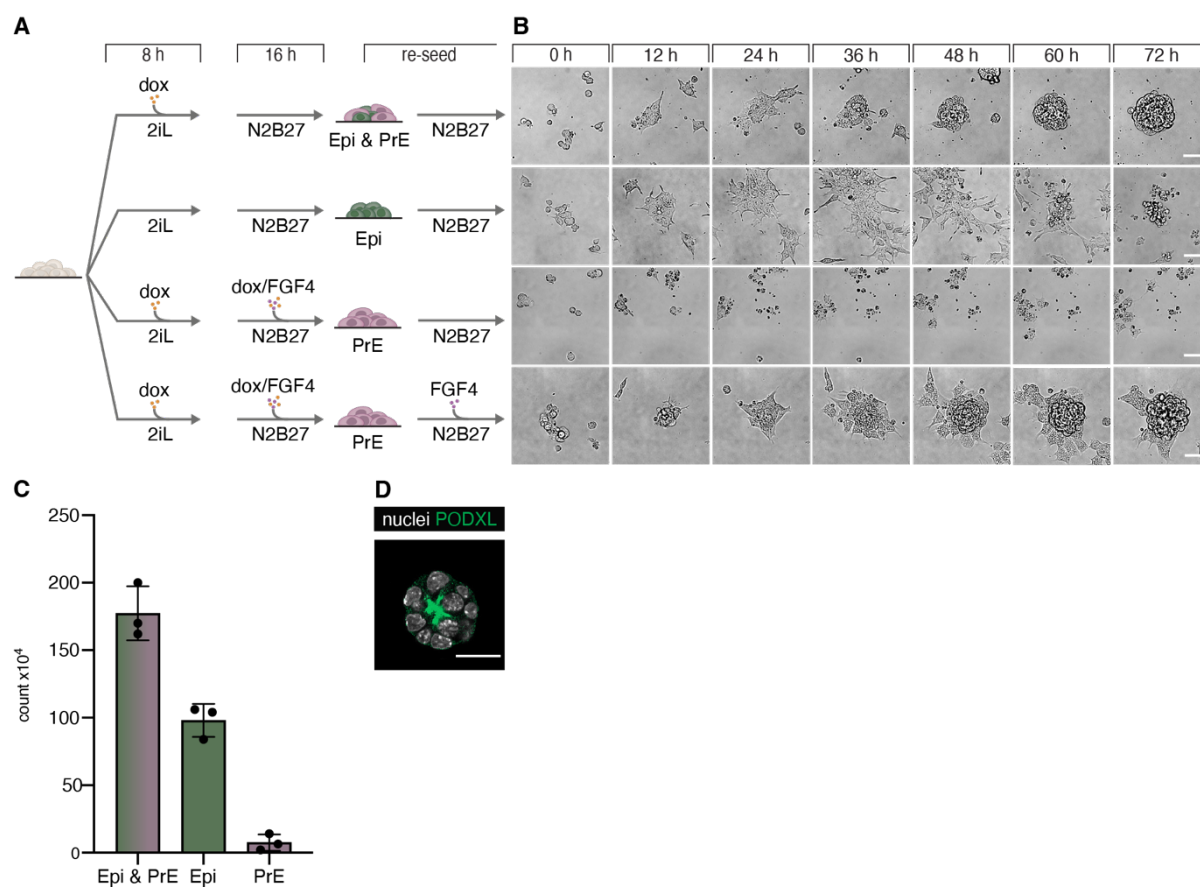 A
8 h
16 h
re-seed
dox
2iL
N2B27
Epi & PrE
N2B27
2iL
N2B27
Epi
N2B27
dox
2iL
dox/FGF4
N2B27
PrE
N2B27
dox
2iL
dox/FGF4
N2B27
PrE
FGF4
N2B27
B
0 h
12 h
24 h
36 h
48 h
60 h
72 h
C
count x10⁴
250
200
150
100
50
0
Epi & PrE
Epi
PrE
D
nuclei PODXL